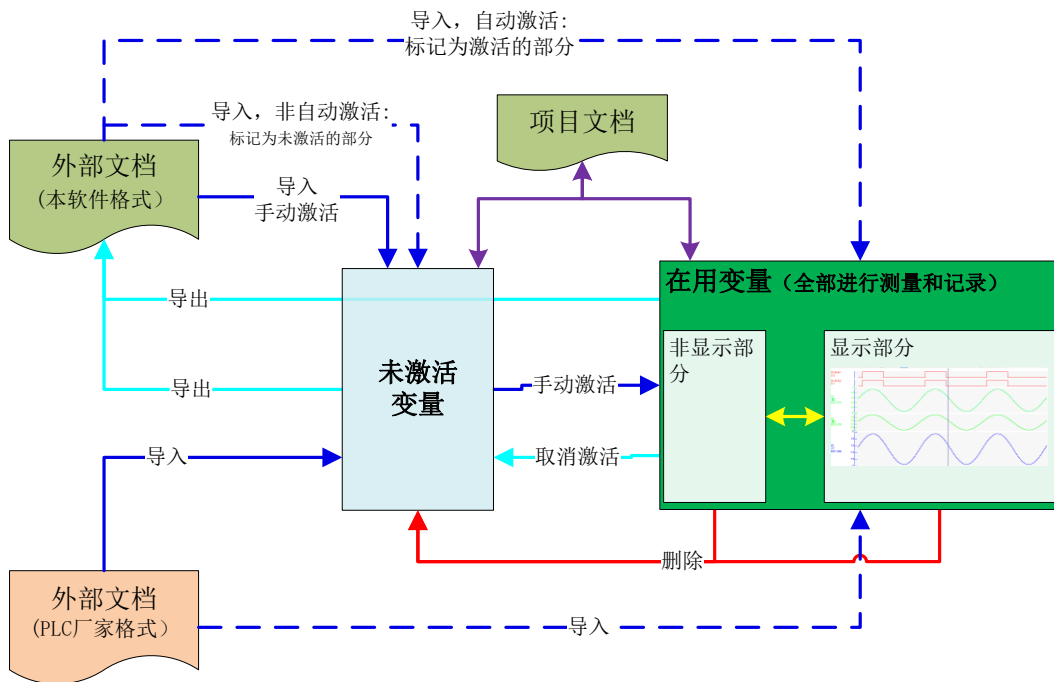 导入，自动激活:
标记为激活的部分
导入，非自动激活:
标记为未激活的部分
项目文档
外部文档
(本软件格式）
导入
手动激活
在用变量（全部进行测量和记录）
导出
非显示部
分
显示部分
未激活
变量
手动激活
导出
导入
取消激活
删除
外部文档
(PLC厂家格式）
导入